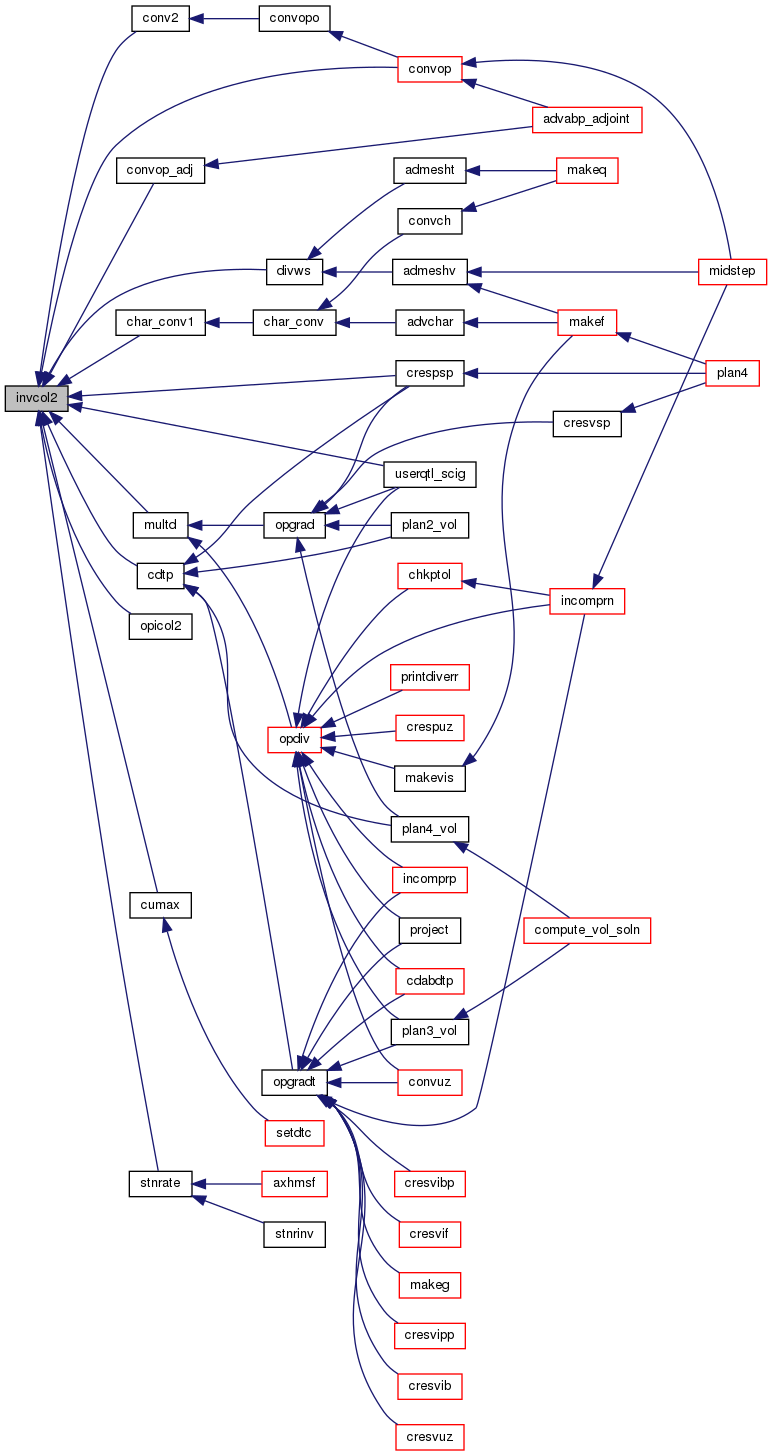 conv2
convopo
convop
advabp_adjoint
convop_adj
admesht
makeq
convch
divws
admeshv
midstep
char_conv1
char_conv
advchar
makef
crespsp
plan4
invcol2
cresvsp
userqtl_scig
multd
opgrad
plan2_vol
cdtp
chkptol
incomprn
opicol2
printdiverr
crespuz
opdiv
makevis
plan4_vol
incomprp
cumax
project
compute_vol_soln
cdabdtp
plan3_vol
opgradt
convuz
setdtc
stnrate
axhmsf
cresvibp
stnrinv
cresvif
makeg
cresvipp
cresvib
cresvuz